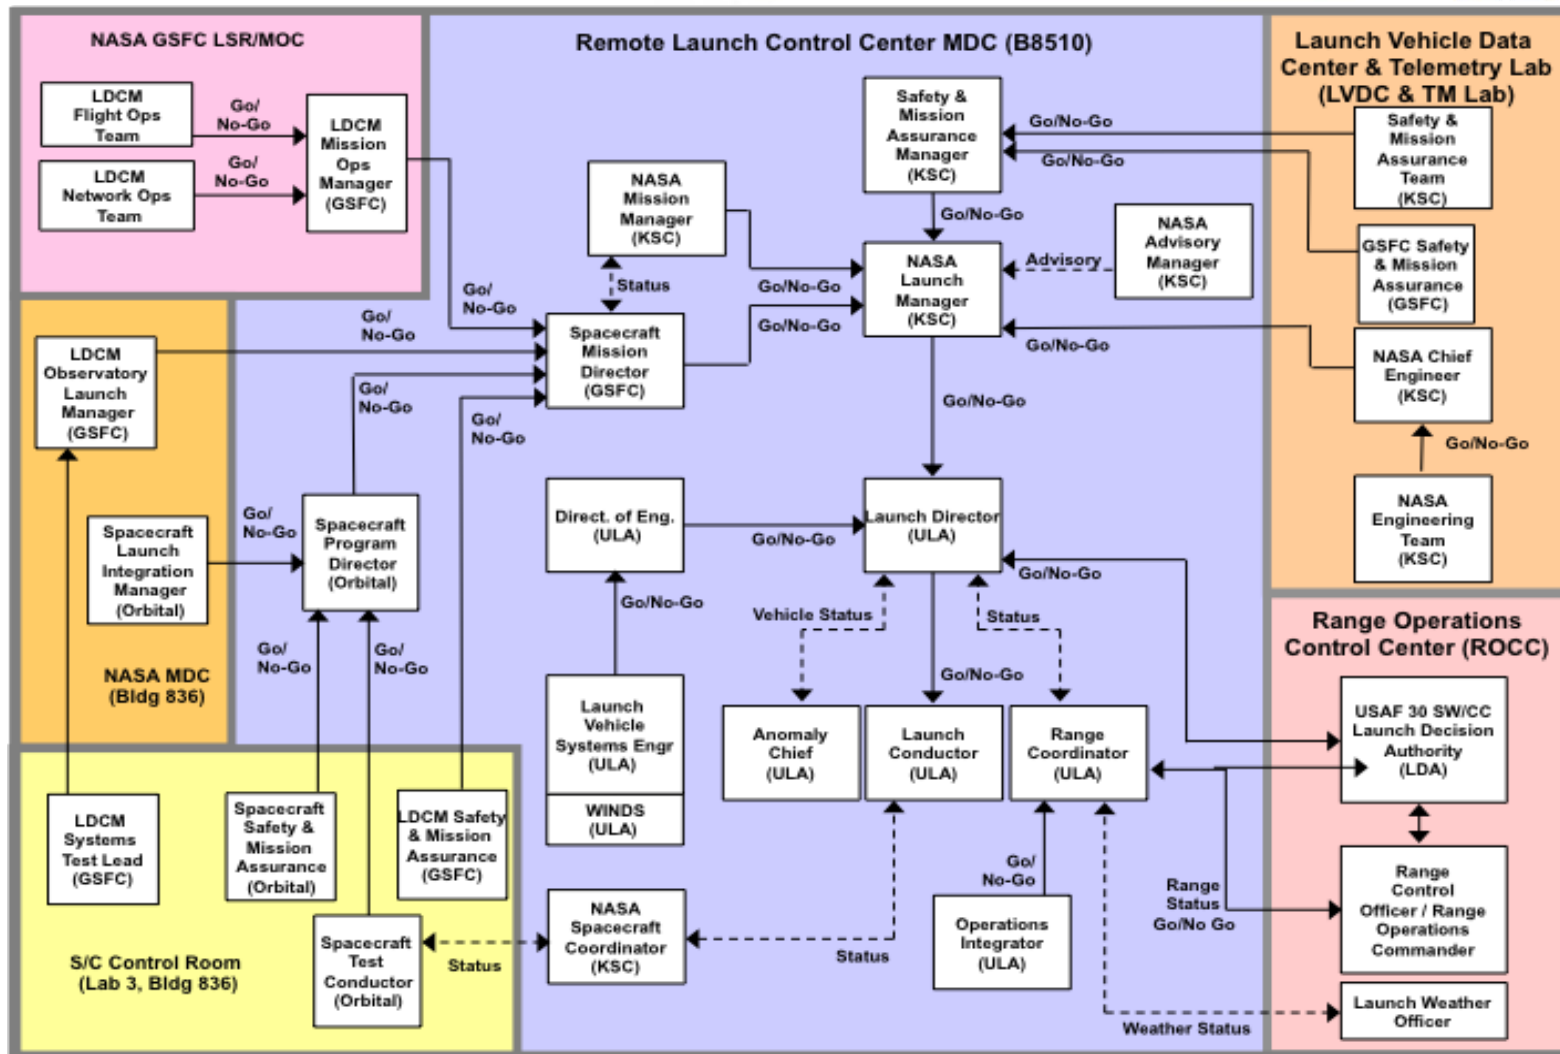 NASA GSFC LSR/MOC
LDCM
Flight Ops
Team
Go/
No-Go
LDCM
Network Ops
Team
Go/
No-Go
LDCM
Mission
Ops
Manager
(GSFC)
Remote Launch Control Center MDC (B8510)
Safety &
Mission
Assurance
Manager
(KSC)
Go/No-Go
Go/No-Go
Go/No-Go
NASA
Mission
Manager
(KSC)
Status
Go/No-Go
Go/No-Go
NASA
Launch
Manager
(KSC)
Advisory
NASA
Advisory
Manager
(KSC)
Go/No-Go
Go/
No-Go
Go/
No-Go
Go/
No-Go
Go/
No-Go
Spacecraft
Mission
Director
(GSFC)
Go/No-Go
Launch Vehicle Data
Center & Telemetry Lab
(LVDC & TM Lab)
Safety &
Mission
Assurance
Team
(KSC)
GSFC Safety
& Mission
Assurance
(GSFC)
NASA Chief
Engineer
(KSC)
Go/No-Go
NASA
Engineering
Team
(KSC)
LDCM
Observatory
Launch
Manager
(GSFC)
Spacecraft
Launch
Integration
Manager
(Orbital)
Go/
No-Go
NASA MDC
(Bldg 836)
Spacecraft
Program
Director
(Orbital)
Go/
No-Go
Go/
No-Go
Direct. of Eng.
(ULA)
Go/No-Go
Go/No-Go
Launch Director
(ULA)
Go/No-Go
Vehicle Status
Status
Go/No-Go
Launch
Vehicle
Systems Engr
(ULA)
WINDS
(ULA)
Anomaly
Chief
(ULA)
Launch
Conductor
(ULA)
Range
Coordinator
(ULA)
Go/
No-Go
Operations
Integrator
(ULA)
NASA
Spacecraft
Coordinator
(KSC)
Status
Status
Range
Status
Go/No Go
Weather Status
Range Operations
Control Center (ROCC)
USAF 30 SW/CC
Launch Decision
Authority
(LDA)
Range
Control
Officer / Range
Operations
Commander
Launch Weather
Officer
LDCM
Systems
Test Lead
(GSFC)
Spacecraft
Safety &
Mission
Assurance
(Orbital)
LDCM Safety
& Mission
Assurance
(GSFC)
Spacecraft
Test
Conductor
(Orbital)
S/C Control Room
(Lab 3, Bldg 836)